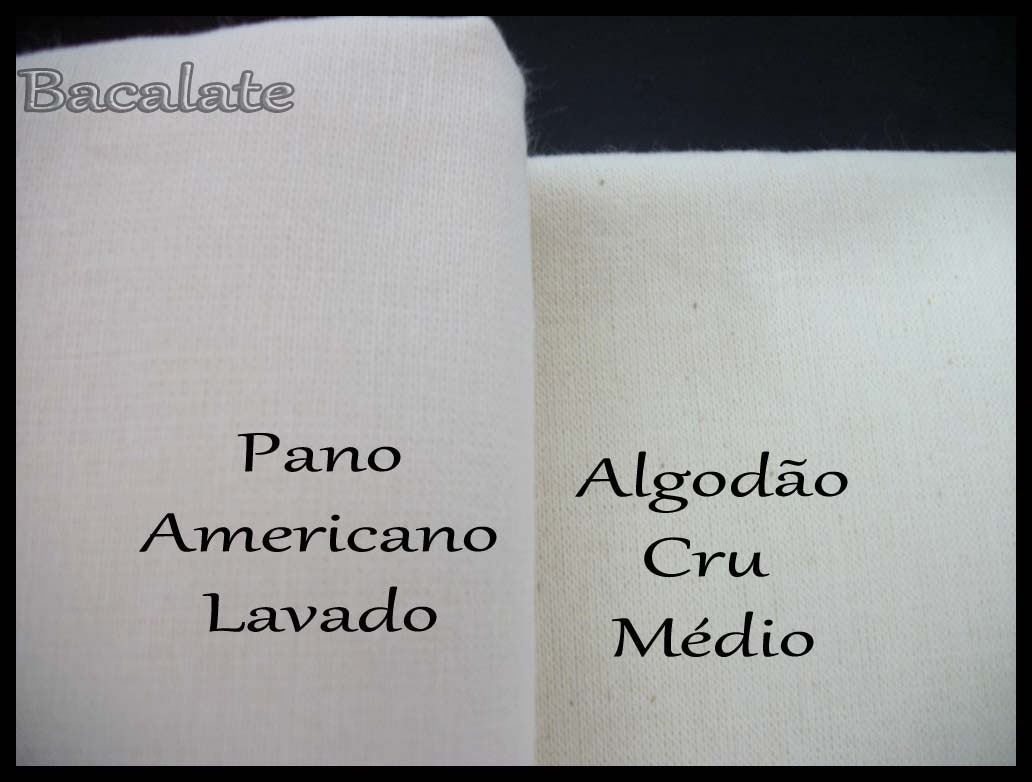 Bacalate
Pano
Americano
Lavado
Algodão
Cru
Médio